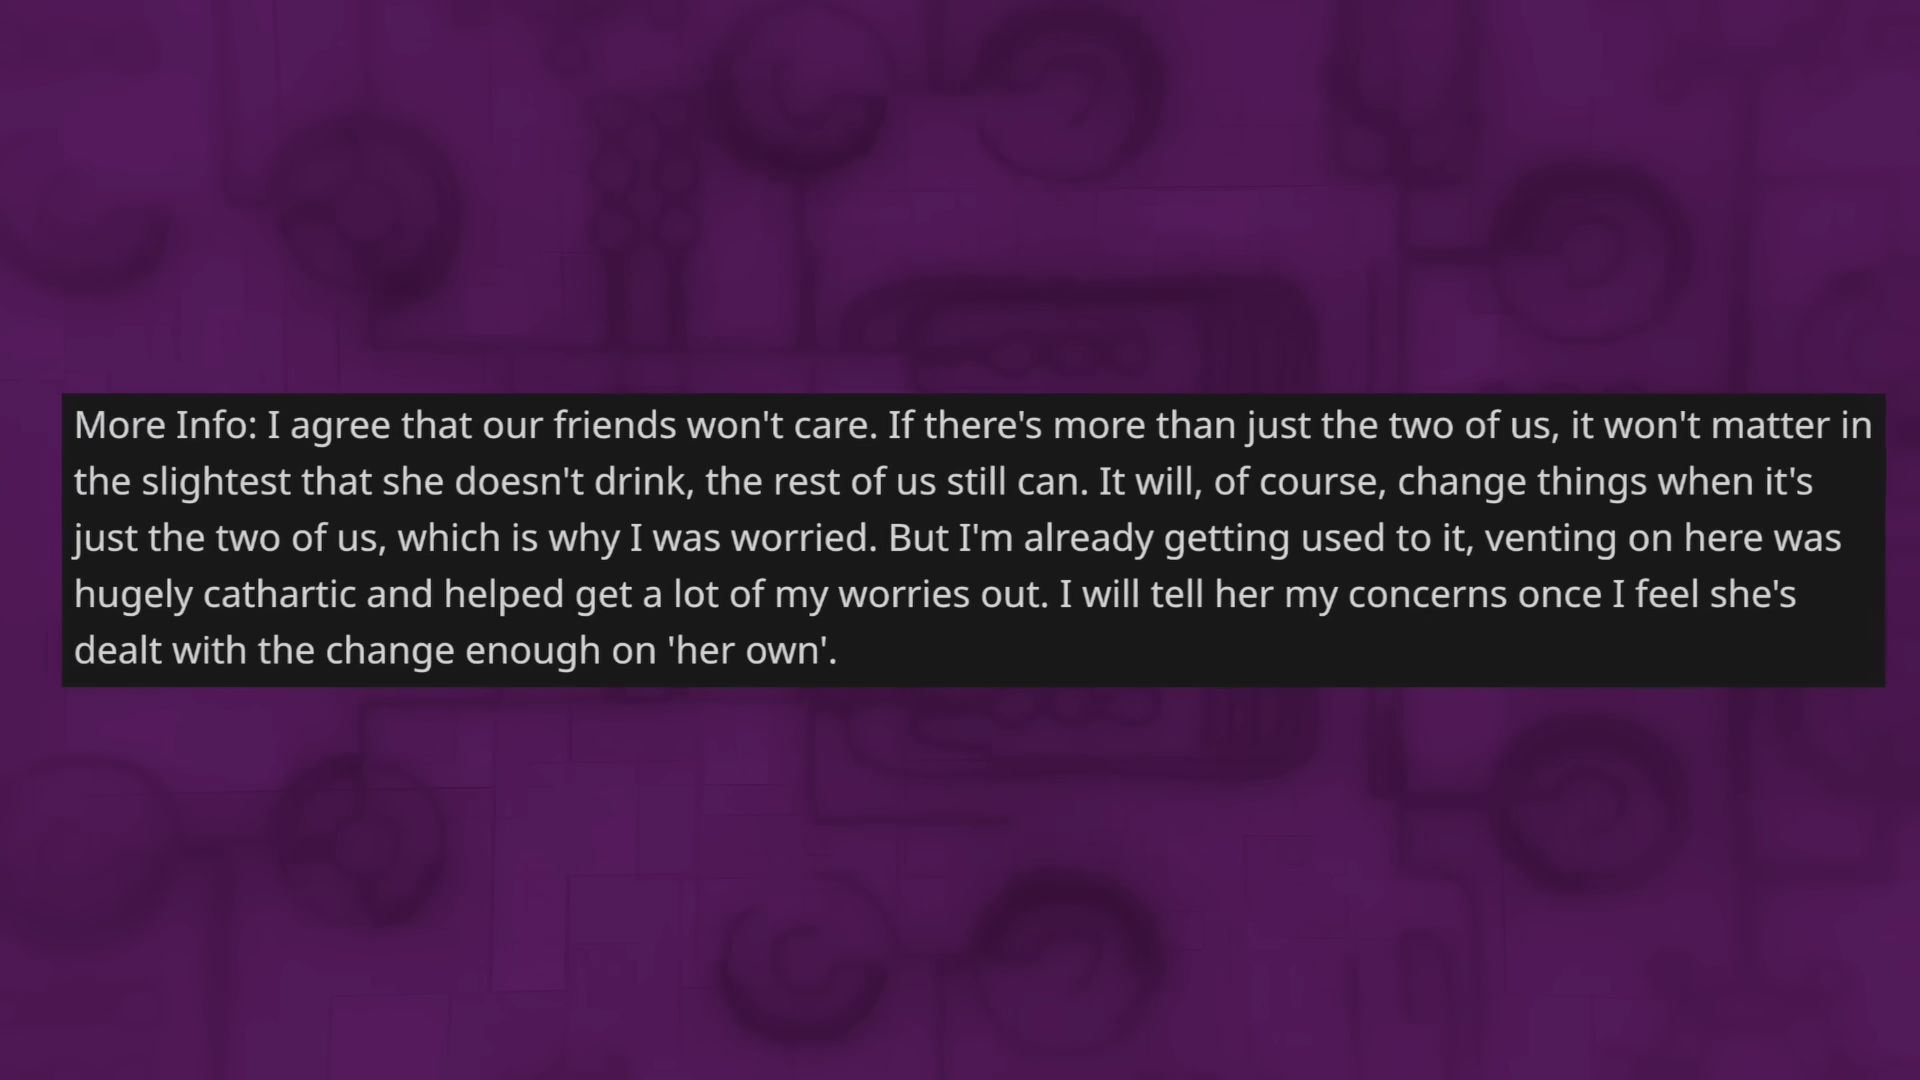 More Info: I agree that our friends won't care. If there's more than just the two of us, it won't matter in
the slightest that she doesn't drink, the rest of us still can. It will, of course, change things when it's
just the two of us, which is why I was worried. But I'm already getting used to it, venting on here was
hugely cathartic and helped get a lot of my worries out. I will tell her my concerns once I feel she's
dealt with the change enough on 'her own'.